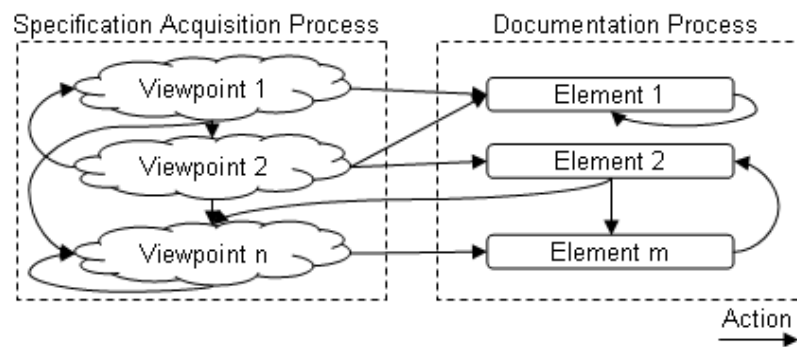 Specification Acquisition Process
Documentation Process
Viewpoint 1
Element 1
Viewpoint 2
Element 2
Viewpoint n
Element m
Action